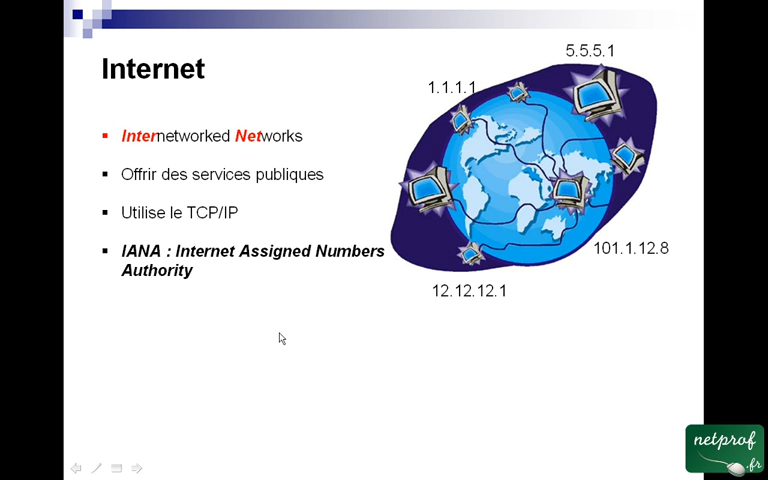 Internet
Internetworked Networks
Offrir des services publiques
Utilise le TCP/IP
IANA : Internet Assigned Numbers
Authority
5.5.5.1
1.1.1.1
101.1.12.8
12.12.12.1
netprof
.fr